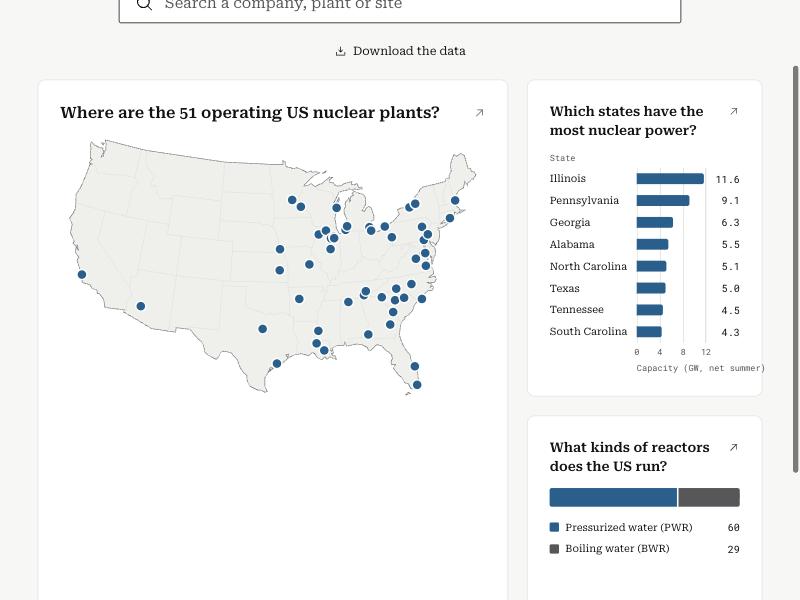 Search a company, plant or site
Download the data
Where are the 51 operating US nuclear plants?
Which states have the
most nuclear power?
State
Illinois 11.6
Pennsylvania 9.1
Georgia 6.3
Alabama 5.5
North Carolina 5.1
Texas 5.0
Tennessee 4.5
South Carolina 4.3
0 4 8 12
Capacity (GW, net summer)
What kinds of reactors
does the US run?
Pressurized water (PWR) 60
Boiling water (BWR) 29